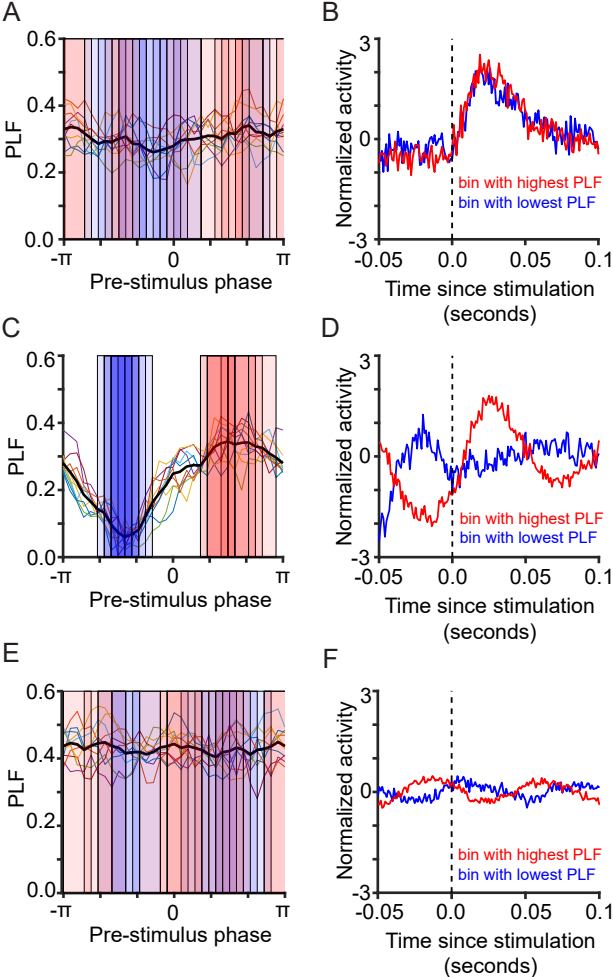 A
PLF
0.6
0.4
0.2
0.0
-π
0
π
Pre-stimulus phase
B
Normalized activity
3
0
-3
bin with highest PLF
bin with lowest PLF
-0.05
0.0
0.05
0.1
Time since stimulation
(seconds)
C
PLF
0.6
0.4
0.2
0.0
-π
0
π
Pre-stimulus phase
D
Normalized activity
3
0
-3
bin with highest PLF
bin with lowest PLF
-0.05
0.0
0.05
0.1
Time since stimulation
(seconds)
E
PLF
0.6
0.4
0.2
0.0
-π
0
π
Pre-stimulus phase
F
Normalized activity
3
0
-3
bin with highest PLF
bin with lowest PLF
-0.05
0.0
0.05
0.1
Time since stimulation
(seconds)